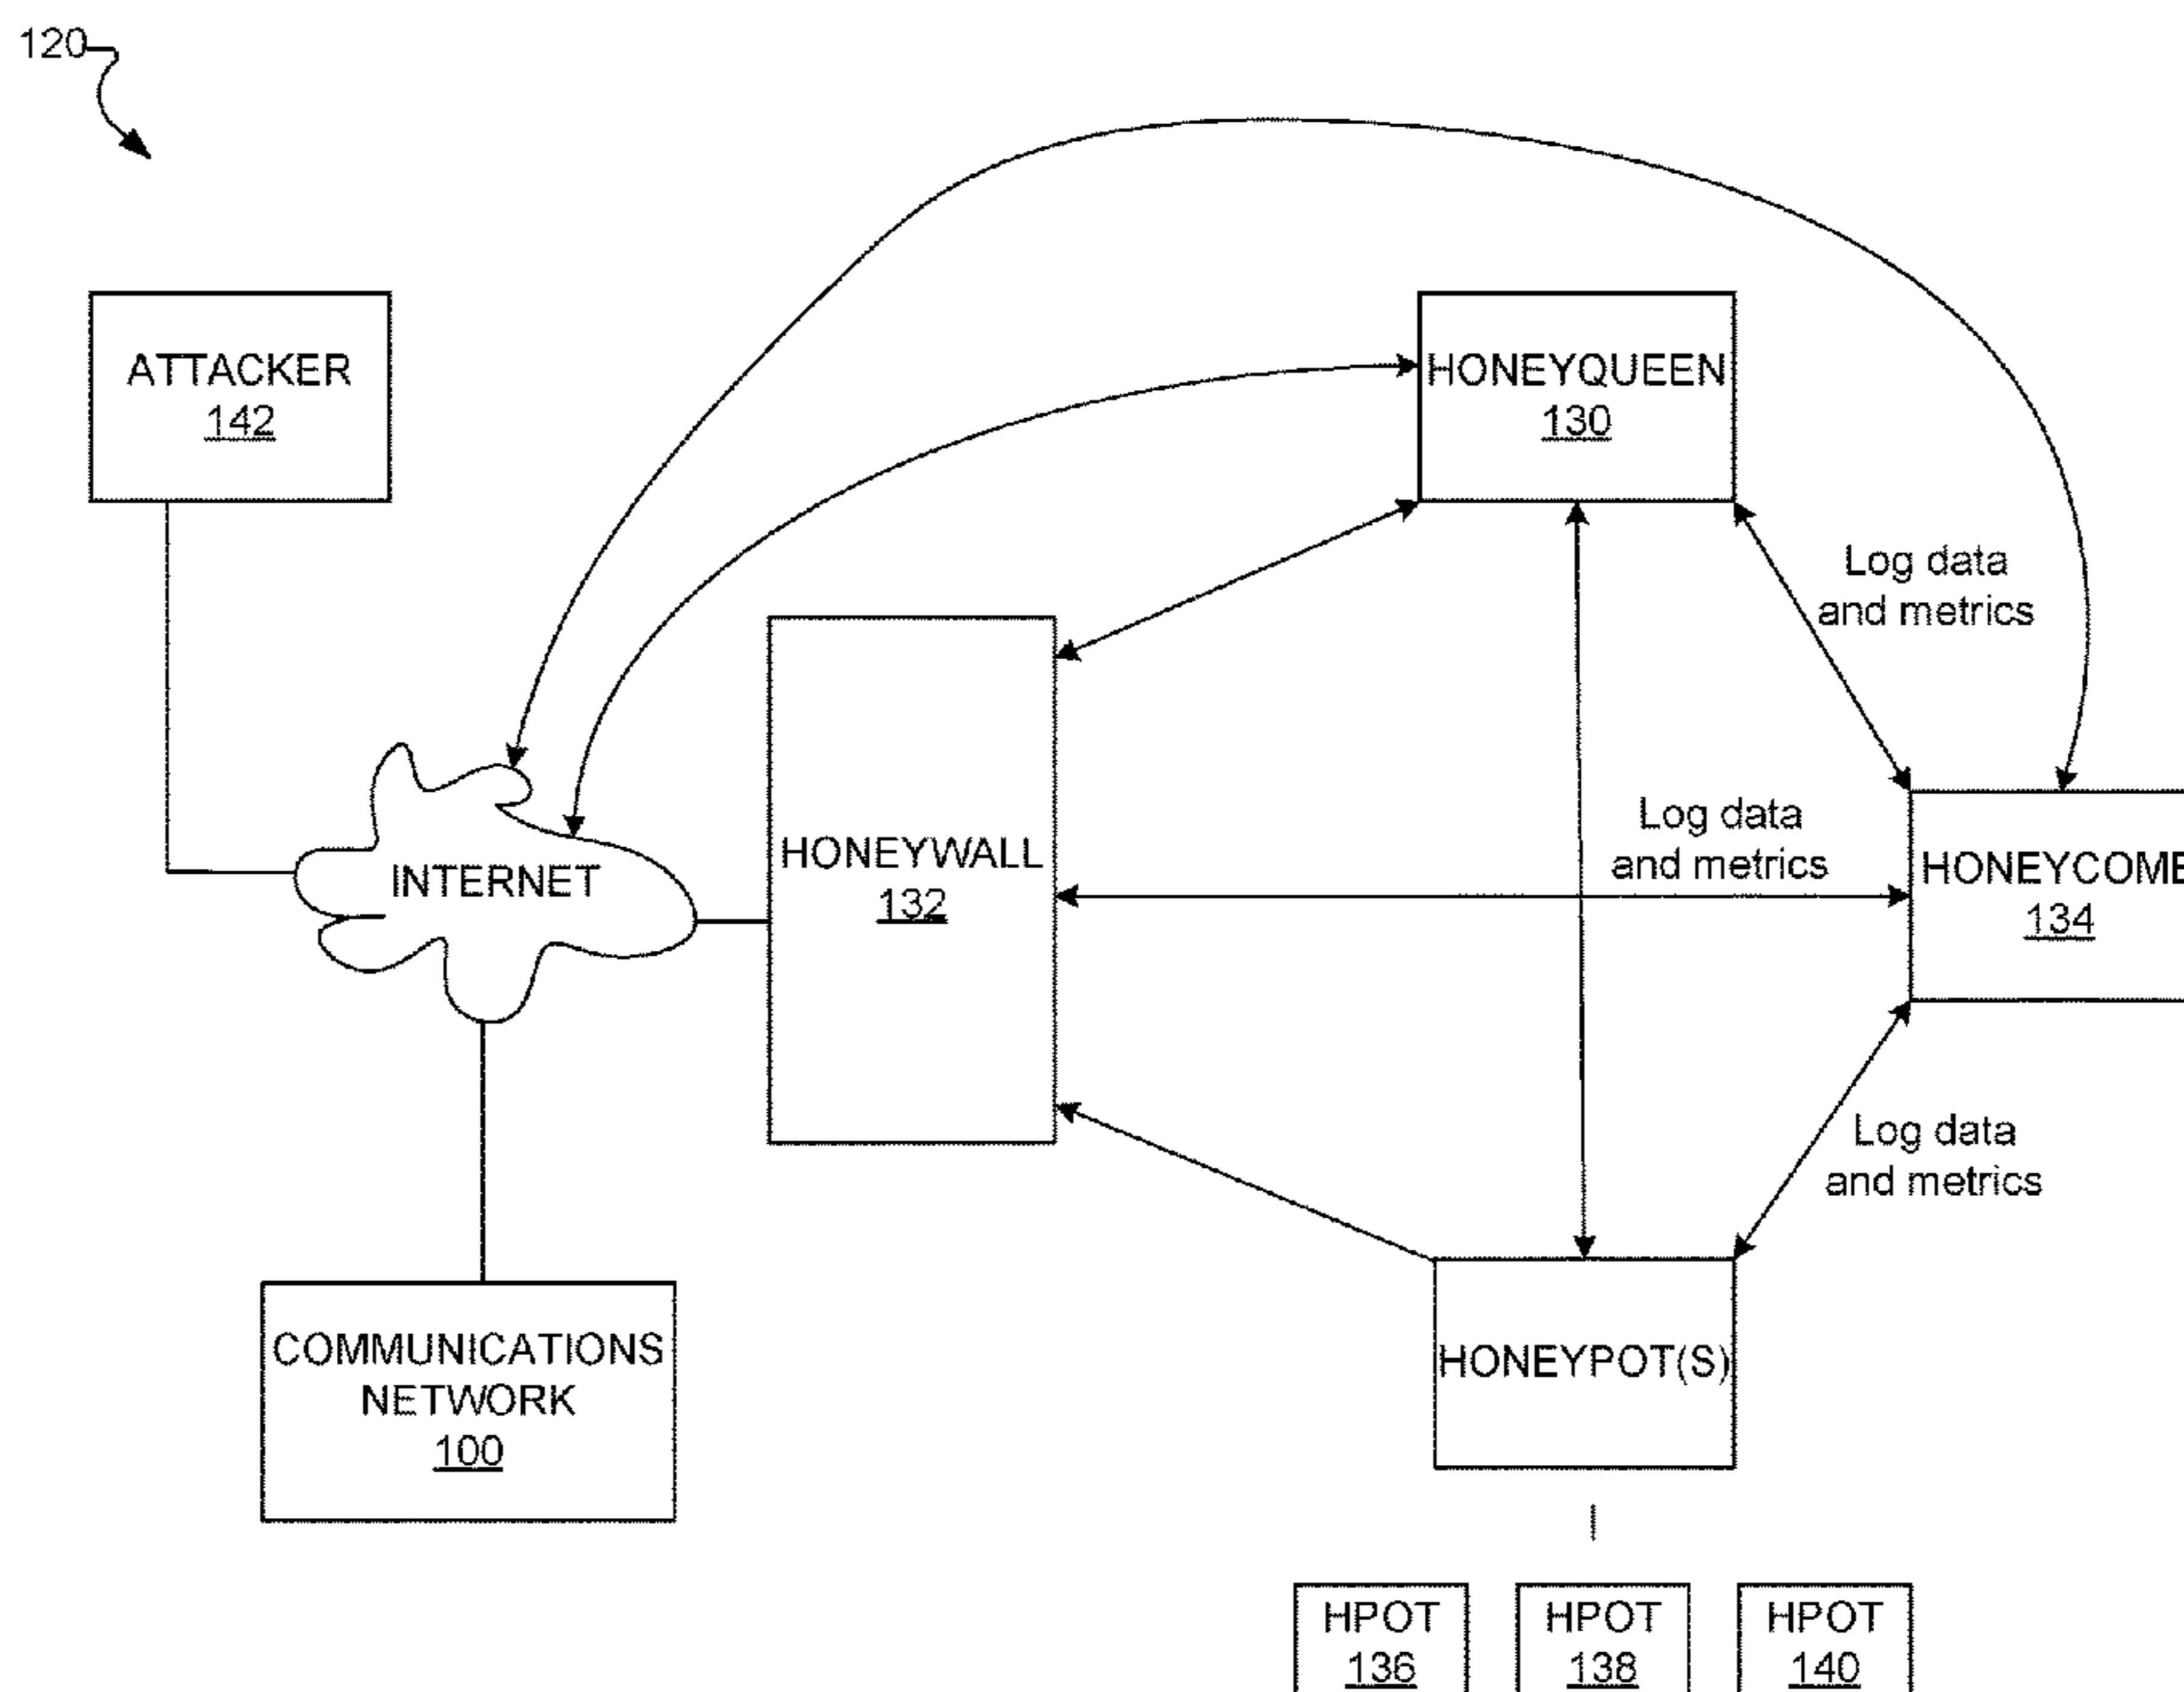 120
ATTACKER
142
HONEYQUEEN
130
Log data
and metrics
INTERNET
HONEYWALL
132
Log data
and metrics
HONEYCOMB
134
Log data
and metrics
COMMUNICATIONS
NETWORK
100
HONEYPOT(S)
HPOT
136
HPOT
138
HPOT
140